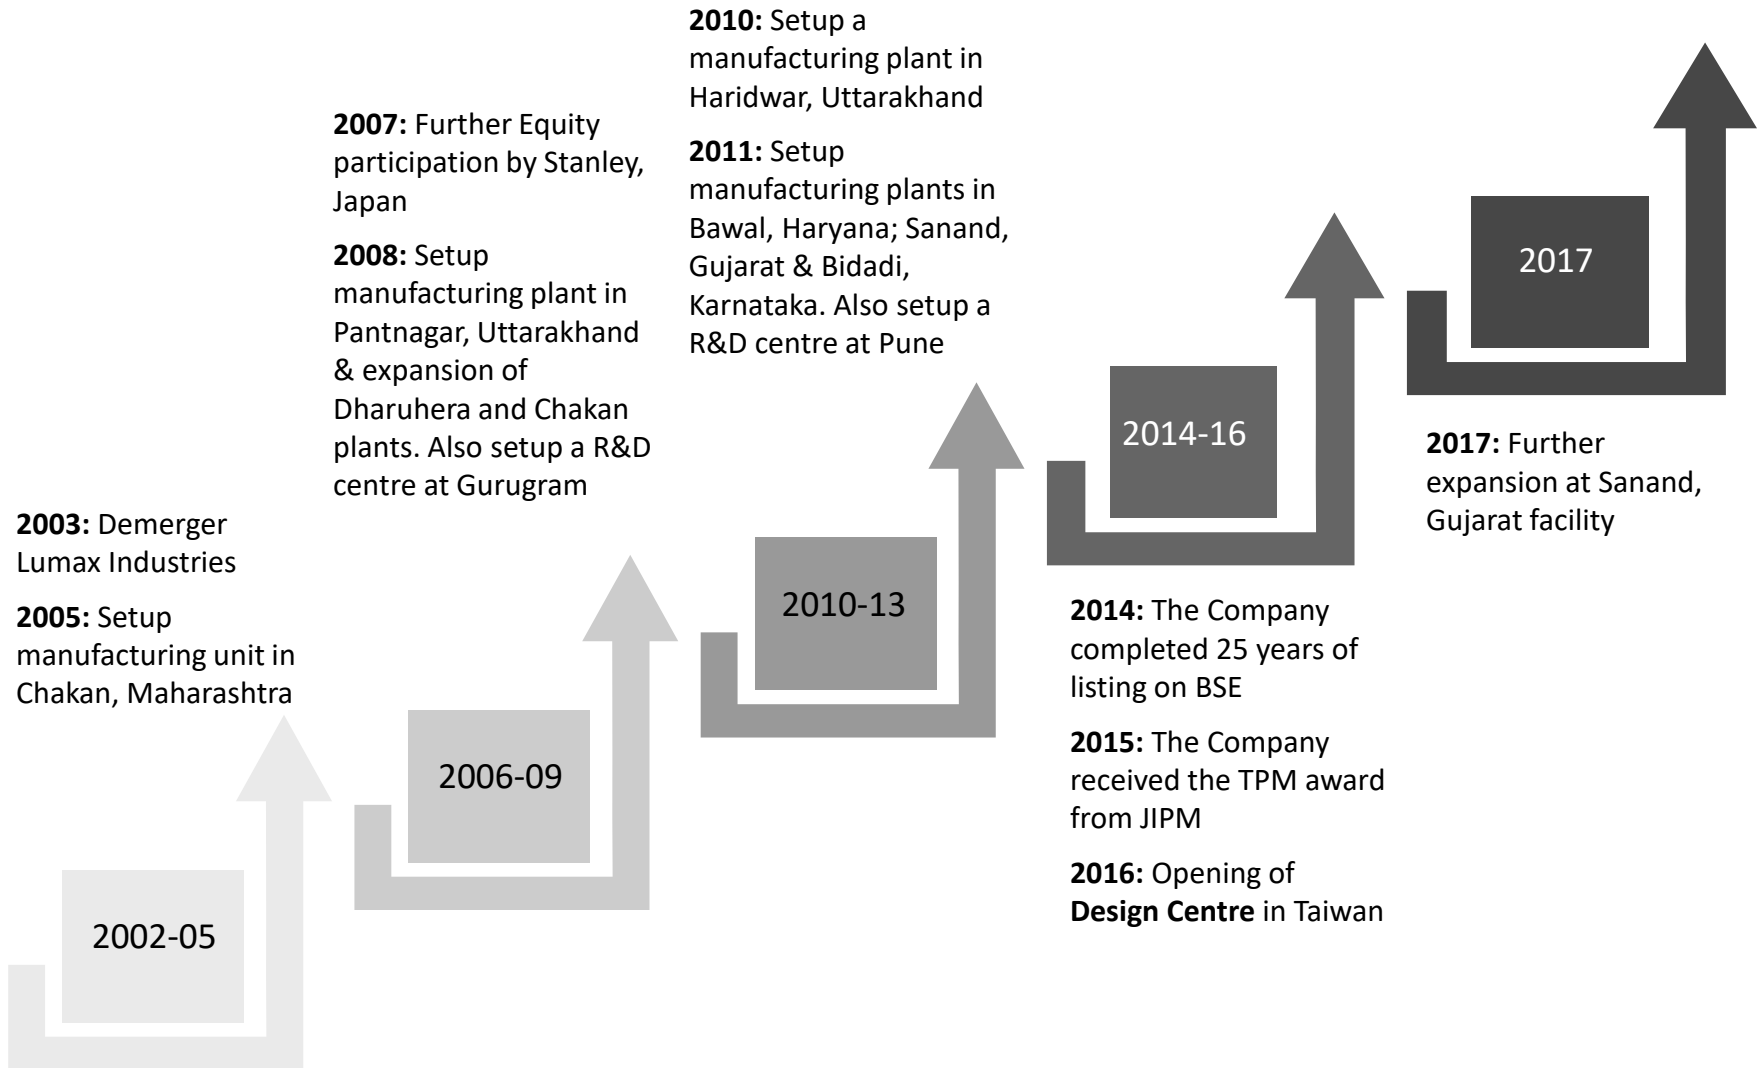 2003: Demerger
Lumax Industries
2005: Setup
manufacturing unit in
Chakan, Maharashtra
2002-05
2007: Further Equity
participation by Stanley,
Japan
2008: Setup
manufacturing plant in
Pantnagar, Uttarakhand
& expansion of
Dharuhera and Chakan
plants. Also setup a R&D
centre at Gurugram
2006-09
2010: Setup a
manufacturing plant in
Haridwar, Uttarakhand
2011: Setup
manufacturing plants in
Bawal, Haryana; Sanand,
Gujarat & Bidadi,
Karnataka. Also setup a
R&D centre at Pune
2010-13
2014-16
2014: The Company
completed 25 years of
listing on BSE
2015: The Company
received the TPM award
from JIPM
2016: Opening of
Design Centre in Taiwan
2017
2017: Further
expansion at Sanand,
Gujarat facility